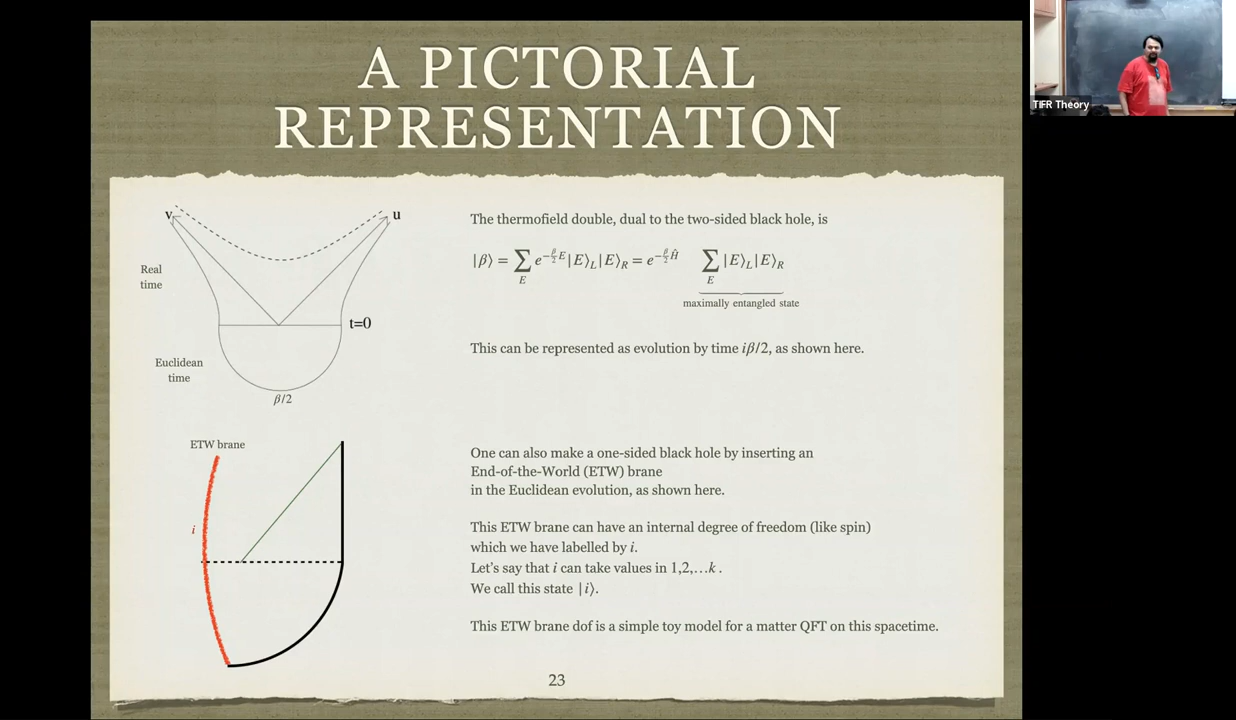 A PICTORIAL
REPRESENTATION
TIFR Theory
v
u
Real
time
t=0
Euclidean
time
β/2
The thermofield double, dual to the two-sided black hole, is
|β⟩ = ∑_E e^{-β/2 E}|E⟩_L|E⟩_R = e^{-β/2 Ĥ} ∑_E |E⟩_L|E⟩_R
maximally entangled state
This can be represented as evolution by time iβ/2, as shown here.
ETW brane
i
One can also make a one-sided black hole by inserting an
End-of-the-World (ETW) brane
in the Euclidean evolution, as shown here.
This ETW brane can have an internal degree of freedom (like spin)
which we have labelled by i.
Let's say that i can take values in 1,2,…k .
We call this state |i⟩.
This ETW brane dof is a simple toy model for a matter QFT on this spacetime.
23